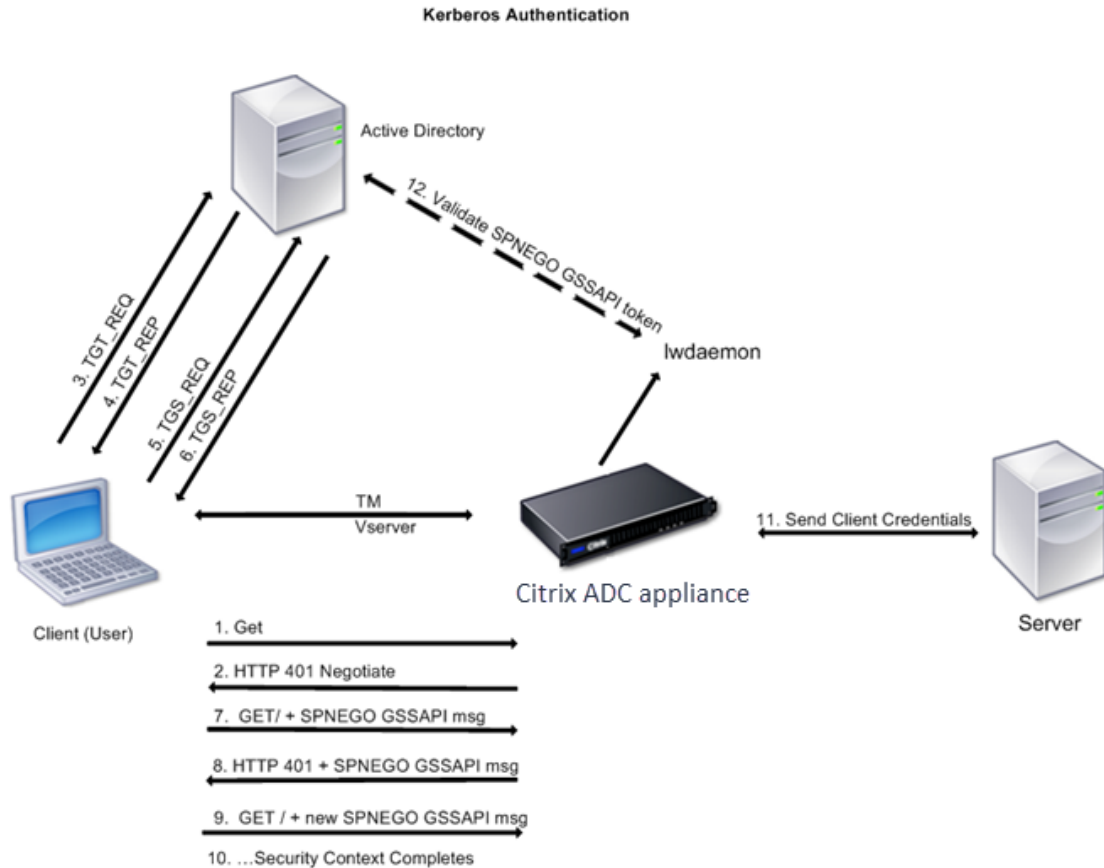 Kerberos Authentication
Active Directory
12. Validate SPNEGO GSSAPI token
lwdaemon
3. TGT_REQ
4. TGT_REP
5. TGS_REQ
6. TGS_REP
TM
Vserver
11. Send Client Credentials
CITRIX
Citrix ADC appliance
Client (User)
Server
1. Get
2. HTTP 401 Negotiate
7. GET/ + SPNEGO GSSAPI msg
8. HTTP 401 + SPNEGO GSSAPI msg
9. GET / + new SPNEGO GSSAPI msg
10. ...Security Context Completes